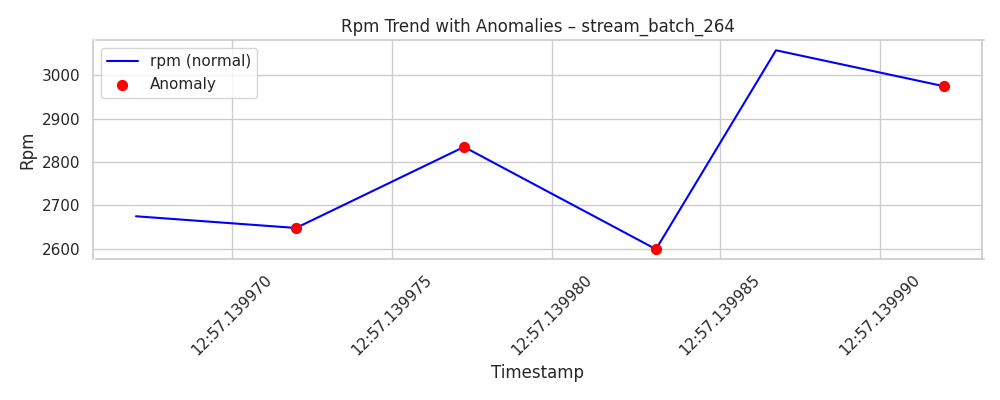 Rpm Trend with Anomalies – stream_batch_264
rpm (normal)
Anomaly
Rpm
3000
2900
2800
2700
2600
12:57.139970
12:57.139975
12:57.139980
12:57.139985
12:57.139990
Timestamp